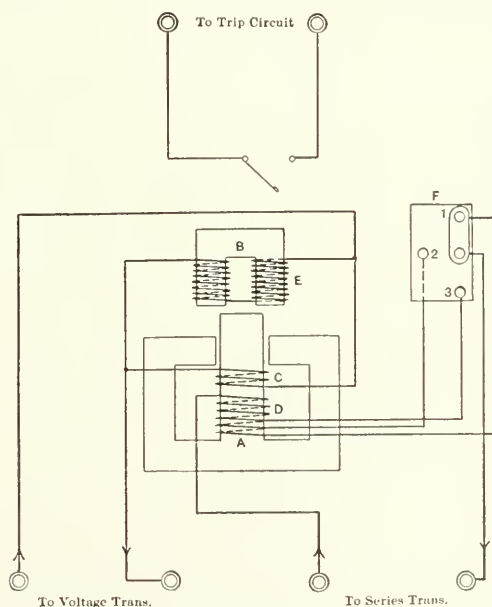 To Trip Circuit
F
1
B
2
E
3
C
D
A
To Voltage Trans.
To Series Trans.